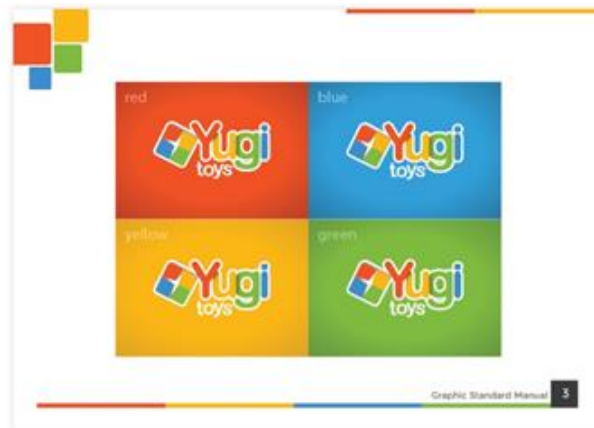 red
Yugi
toys
blue
Yugi
toys
yellow
Yugi
toys
green
Yugi
toys
Graphic Standard Manual 3